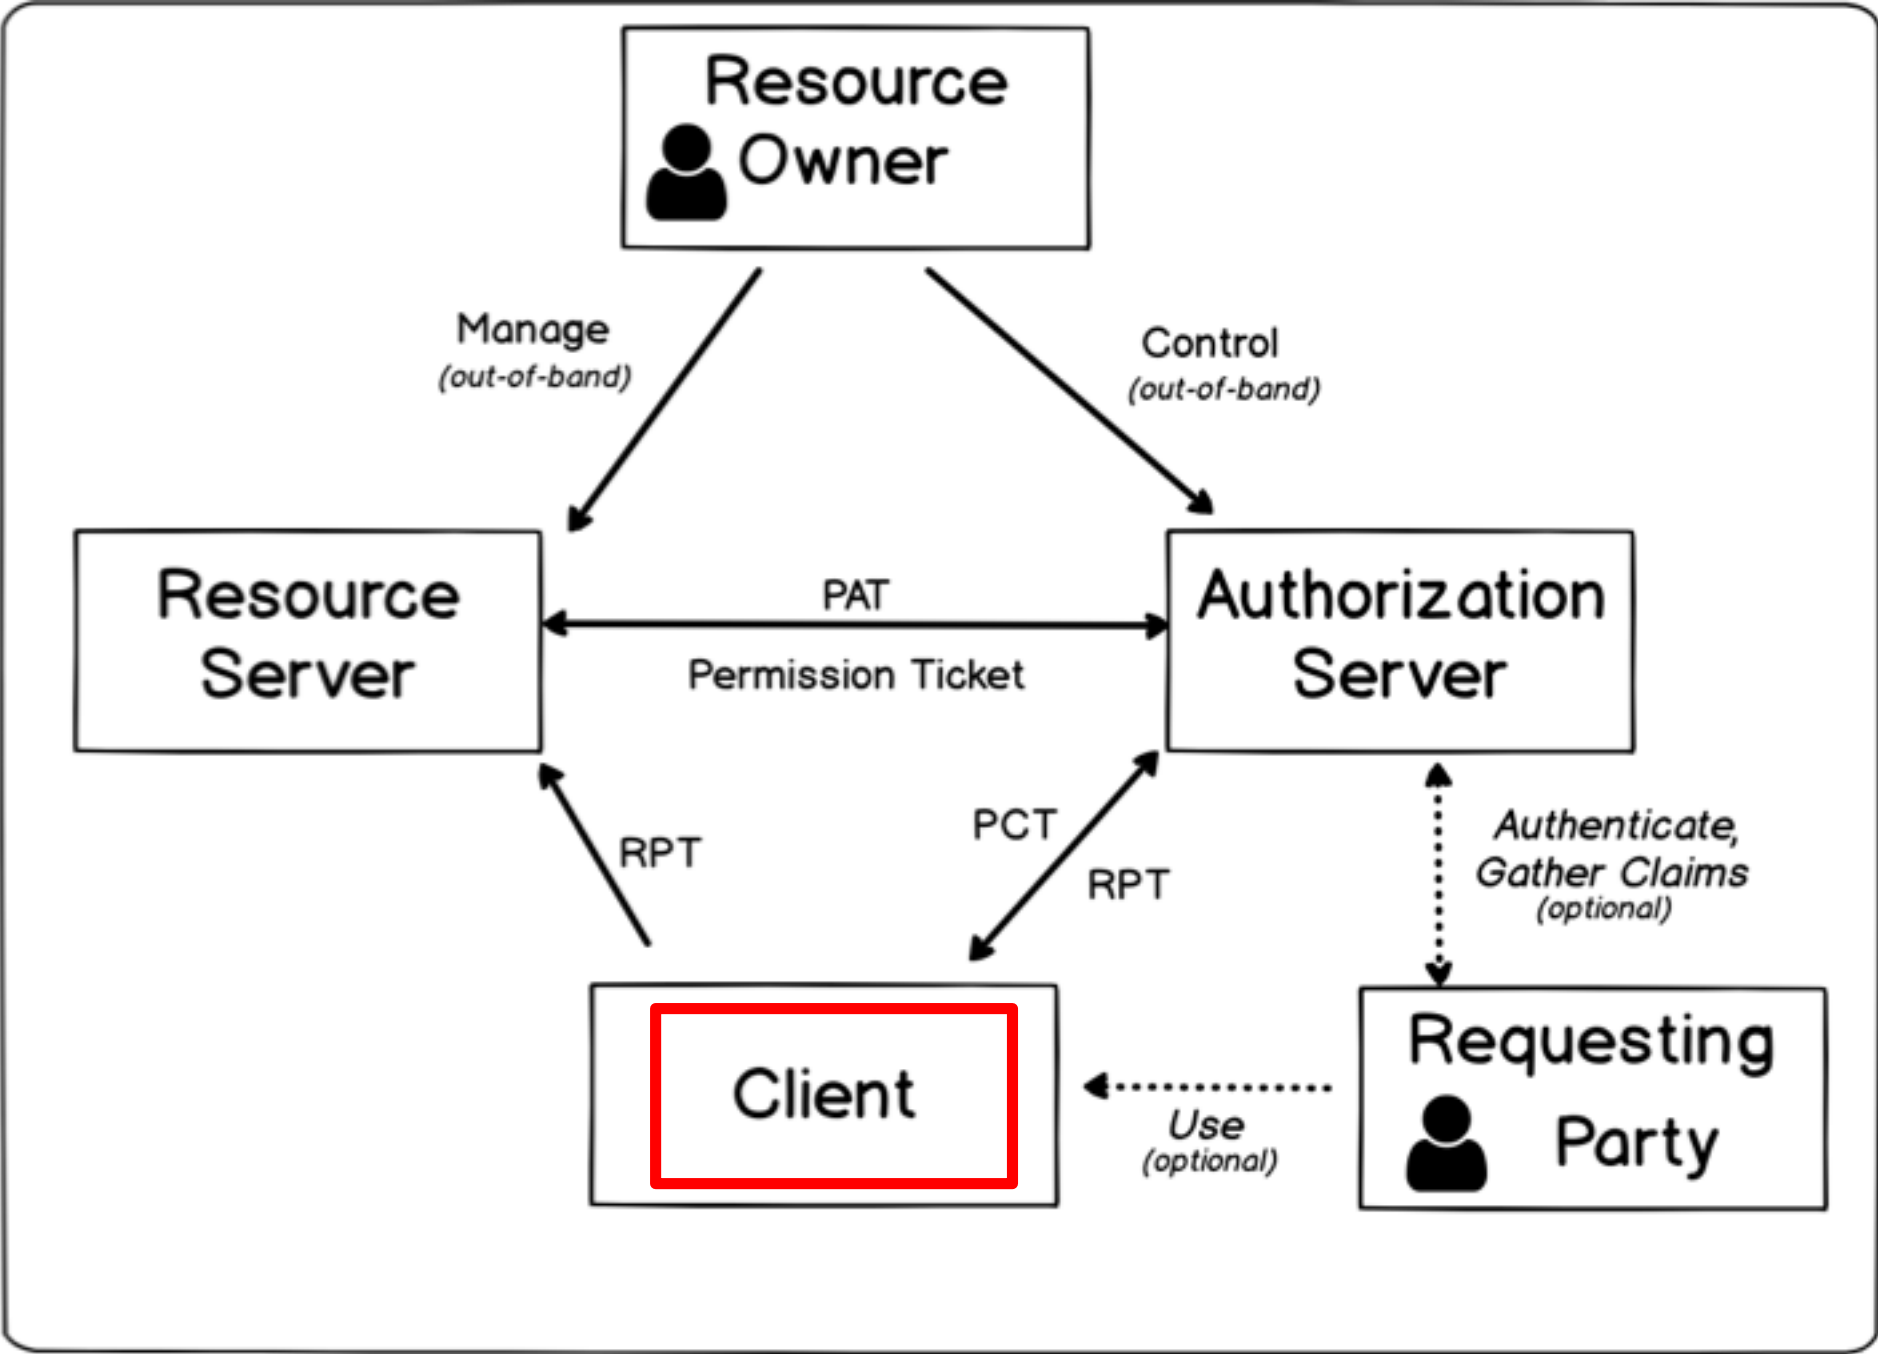 Resource
Owner
Manage
(out-of-band)
Control
(out-of-band)
Resource
Server
PAT
Permission Ticket
Authorization
Server
RPT
PCT
RPT
Authenticate,
Gather Claims
(optional)
Client
Use
(optional)
Requesting
Party